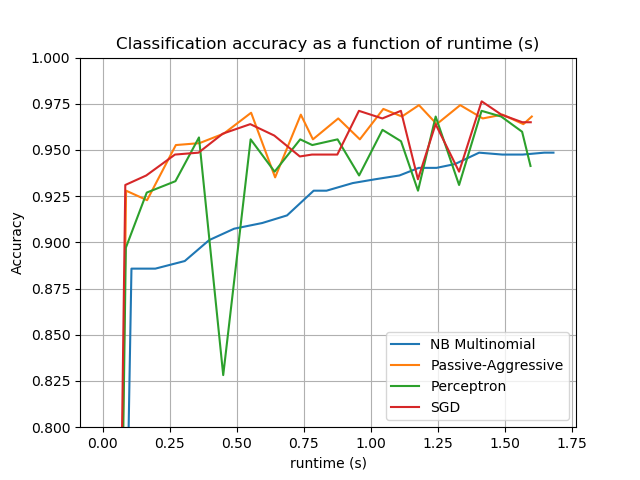 Classification accuracy as a function of runtime (s)
1.000
0.975
0.950
0.925
0.900
0.875
0.850
0.825
0.800
Accuracy
NB Multinomial
Passive-Aggressive
Perceptron
SGD
0.00 0.25 0.50 0.75 1.00 1.25 1.50 1.75
runtime (s)